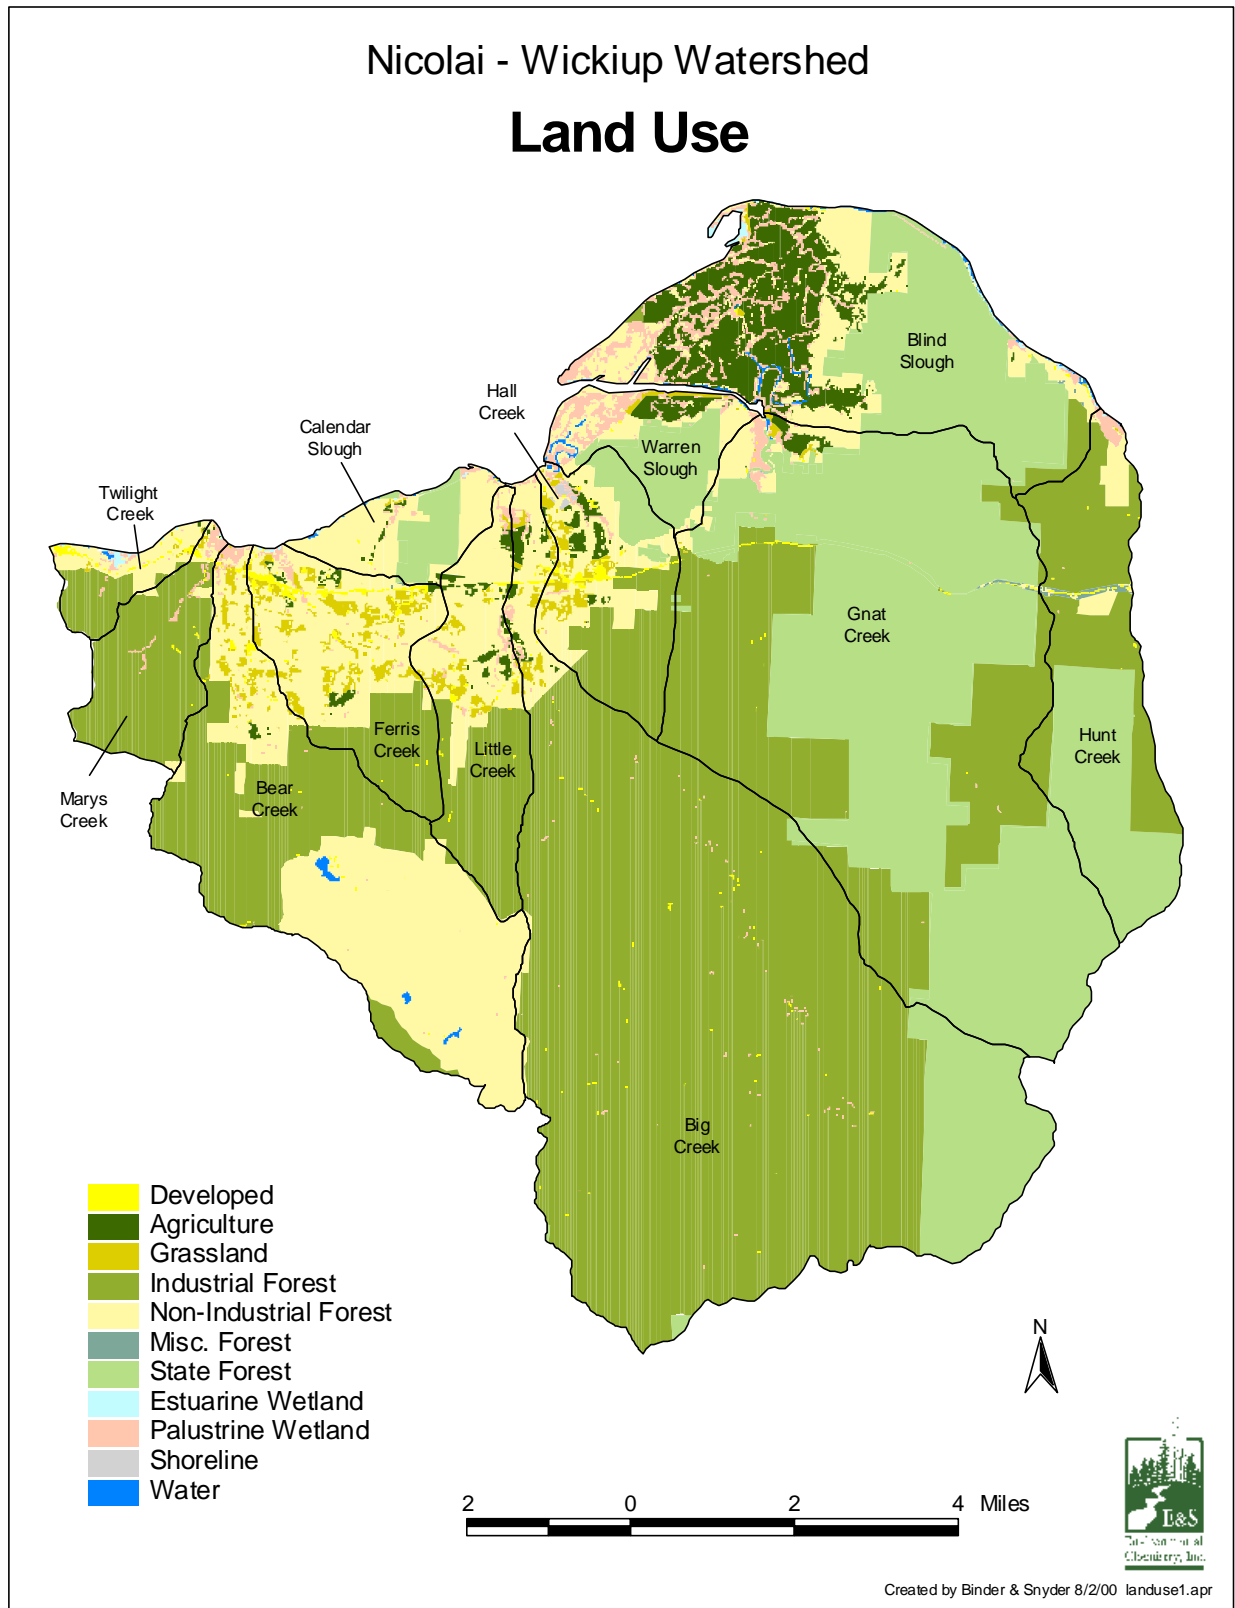 Nicolai - Wickiup Watershed
Land Use
Blind
Slough
Hall
Creek
Calendar
Slough
Warren
Slough
Twilight
Creek
Gnat
Creek
Ferris
Creek
Little
Creek
Hunt
Creek
Bear
Creek
Marys
Creek
Big
Creek
Developed
Agriculture
Grassland
Industrial Forest
Non-Industrial Forest
Misc. Forest
State Forest
Estuarine Wetland
Palustrine Wetland
Shoreline
Water
N
2 0 2 4 Miles
E&S
Chemistry, Inc.
Created by Binder & Snyder 8/2/00 landuse1.apr